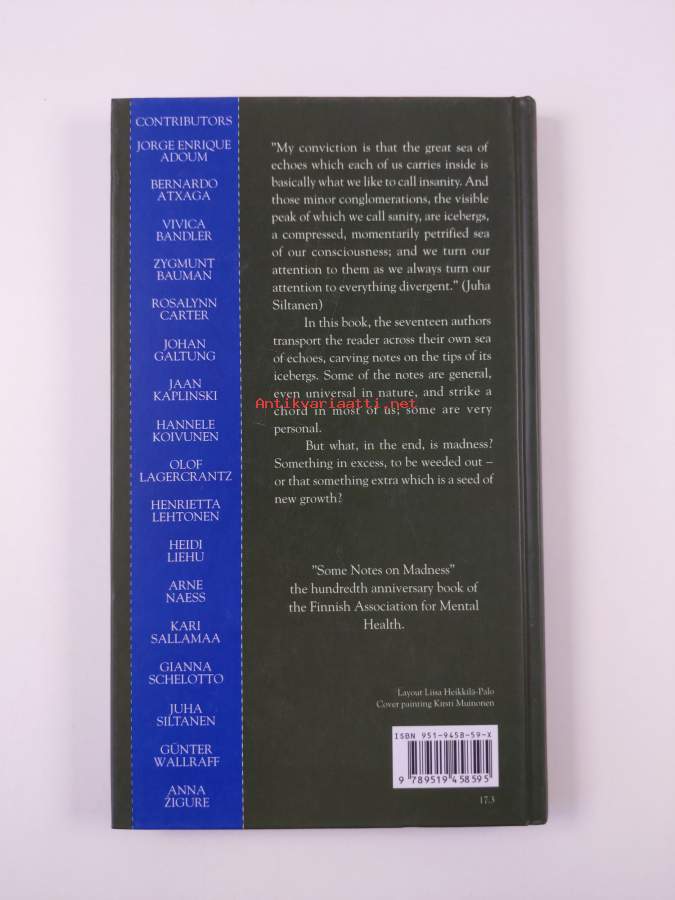 CONTRIBUTORS
JORGE ENRIQUE
ADOUM
BERNARDO
ATXAGA
VIVICA
BANDLER
ZYGMUNT
BAUMAN
ROSALYNN
CARTER
JOHAN
GALTUNG
JAAN
KAPLINSKI
HANNELE
KOIVUNEN
OLOF
LAGERCRANTZ
HENRIETTA
LEHTONEN
HEIDI
LIEHU
ARNE
NAESS
KARI
SALLAMAA
GIANNA
SCHELOTTO
JUHA
SILTANEN
GÜNTER
WALLRAFF
ANNA
ŽIGURE
"My conviction is that the great sea of
echoes which each of us carries inside is
basically what we like to call insanity. And
those minor conglomerations, the visible
peak of which we call sanity, are icebergs,
a compressed, momentarily petrified sea
of our consciousness; and we turn our
attention to them as we always turn our
attention to everything divergent." (Juha
Siltanen)
In this book, the seventeen authors
transport the reader across their own sea
of echoes, carving notes on the tips of its
icebergs. Some of the notes are general,
even universal in nature, and strike a
Antikvariaatti.net
chord in most of us; some are very
personal.
But what, in the end, is madness?
Something in excess, to be weeded out –
or that something extra which is a seed of
new growth?
"Some Notes on Madness"
the hundredth anniversary book of
the Finnish Association for Mental
Health.
Layout Liisa Heikkilä-Palo
Cover painting Kirsti Muinonen
ISBN 951-9458-59-X
9 789519 458595
17.3